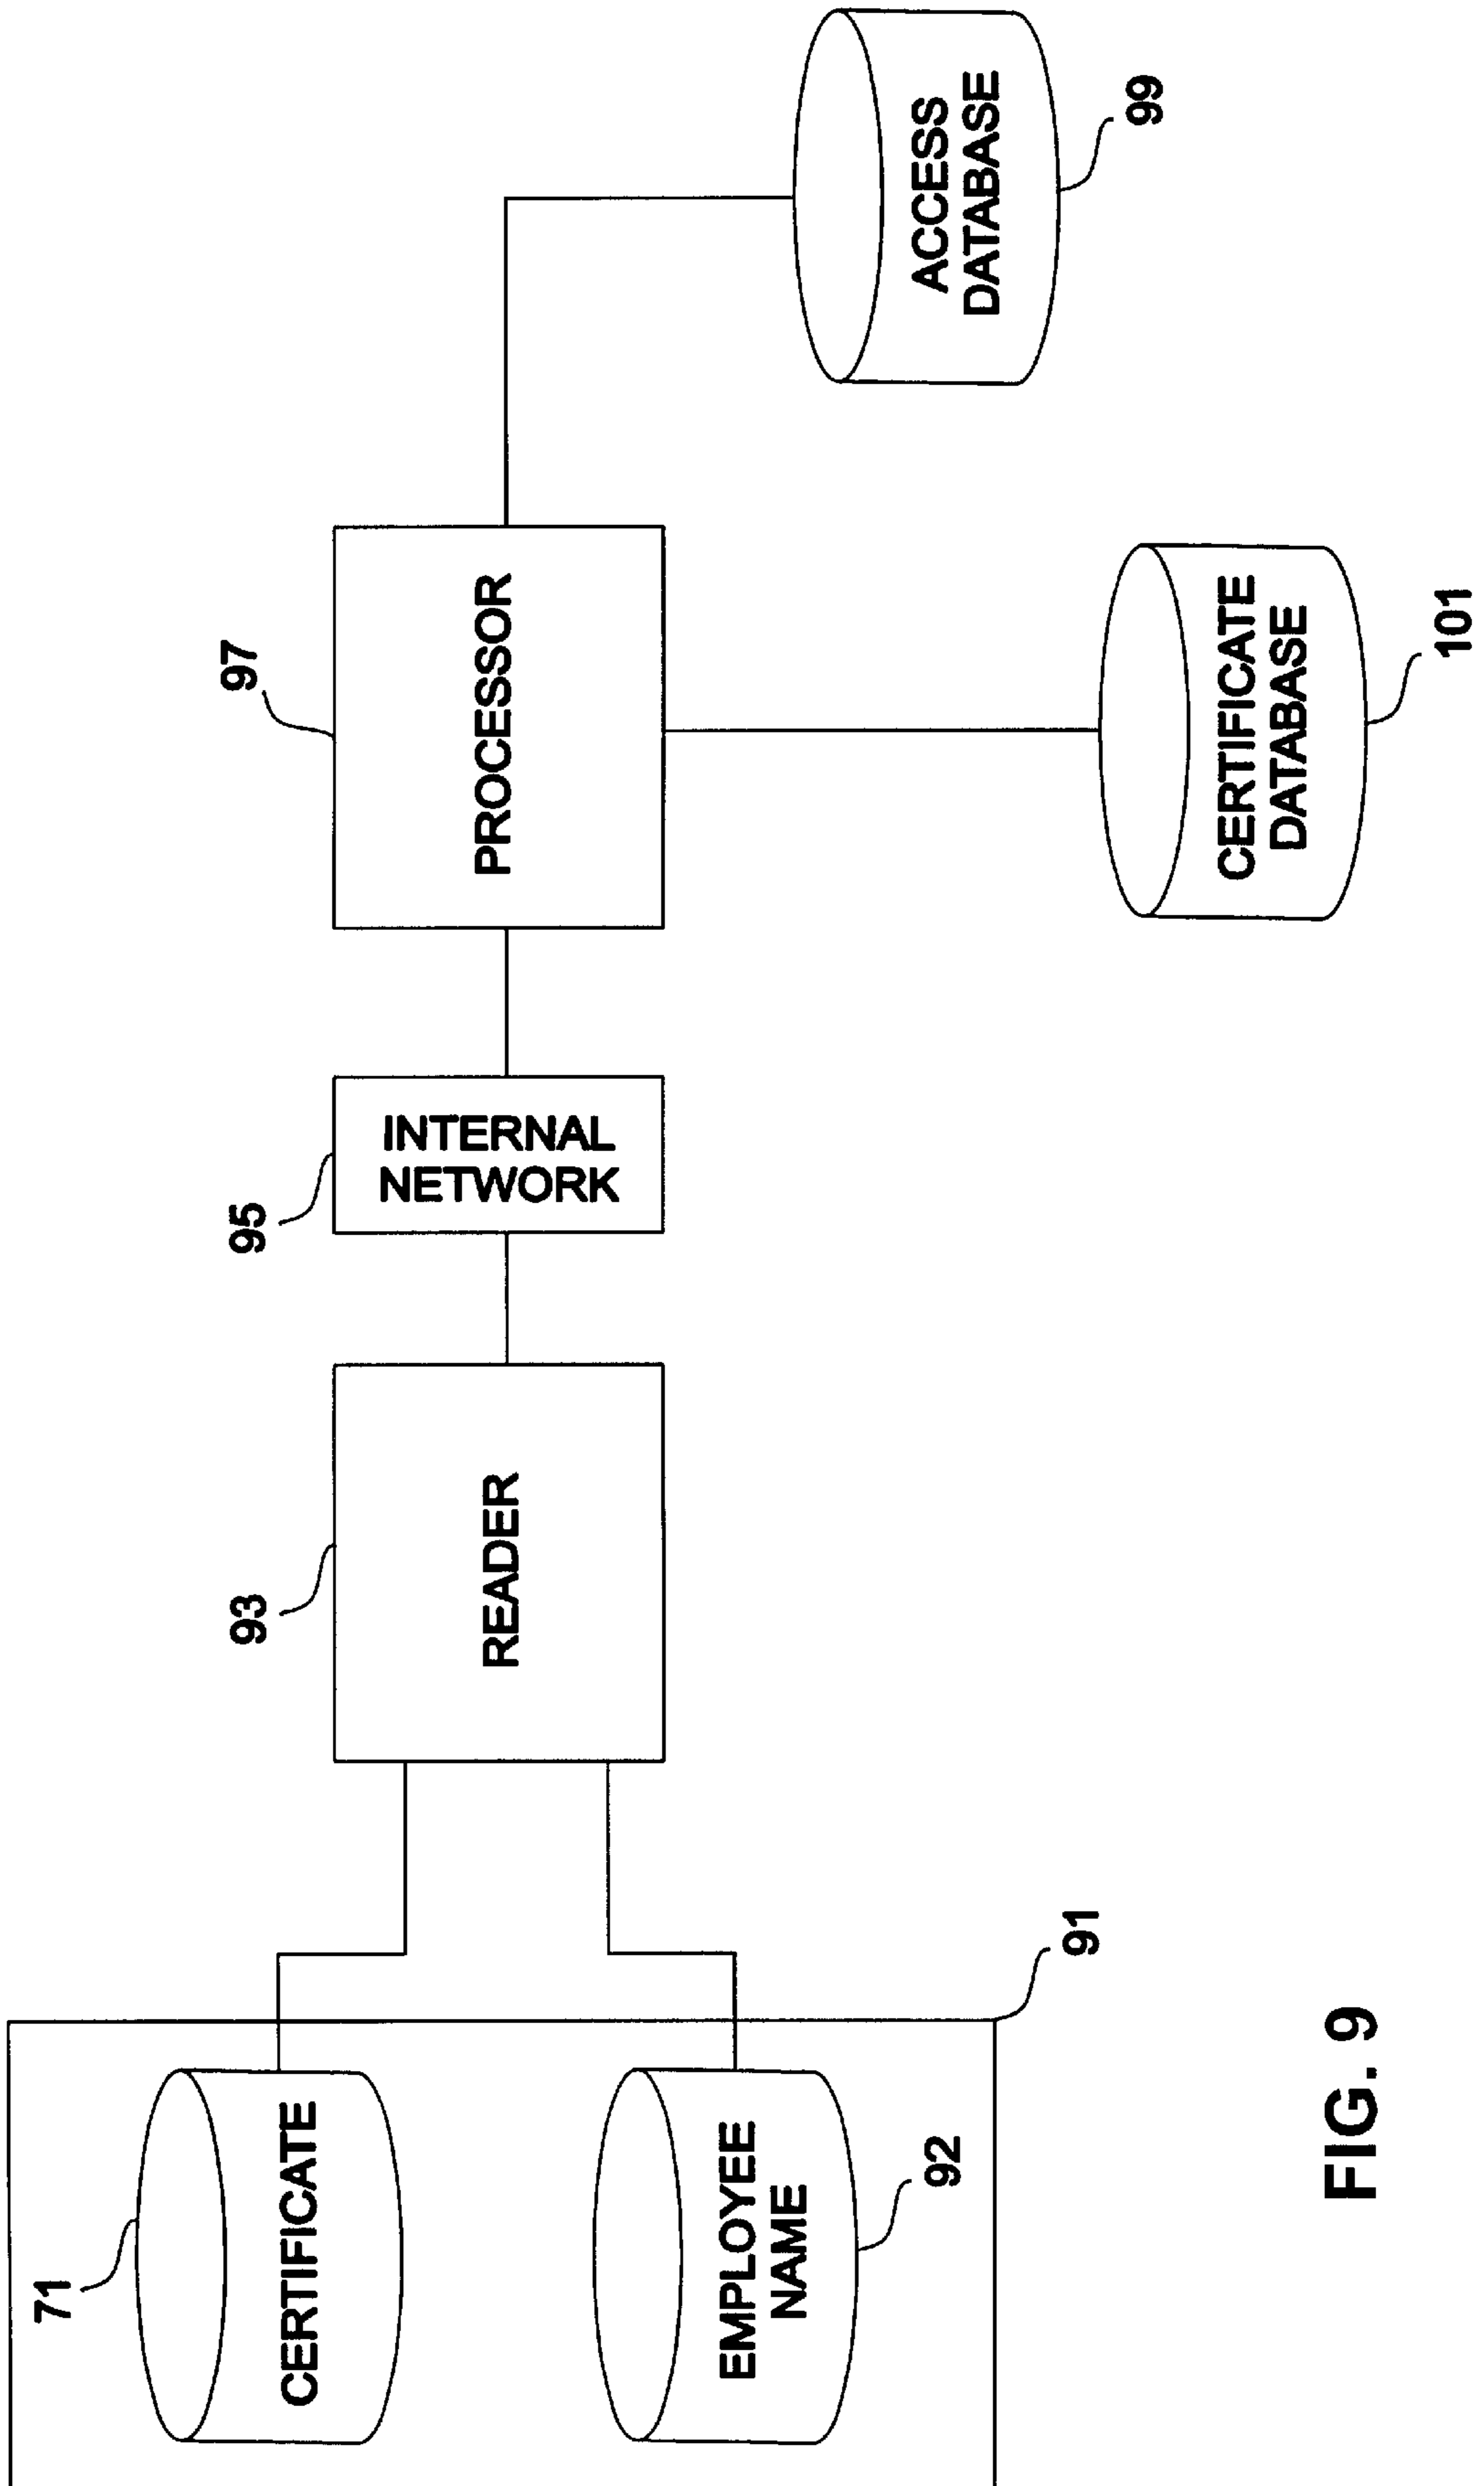 71
CERTIFICATE
EMPLOYEE
NAME
92
91
93
READER
95
INTERNAL
NETWORK
97
PROCESSOR
CERTIFICATE
DATABASE
101
ACCESS
DATABASE
99
FIG. 9